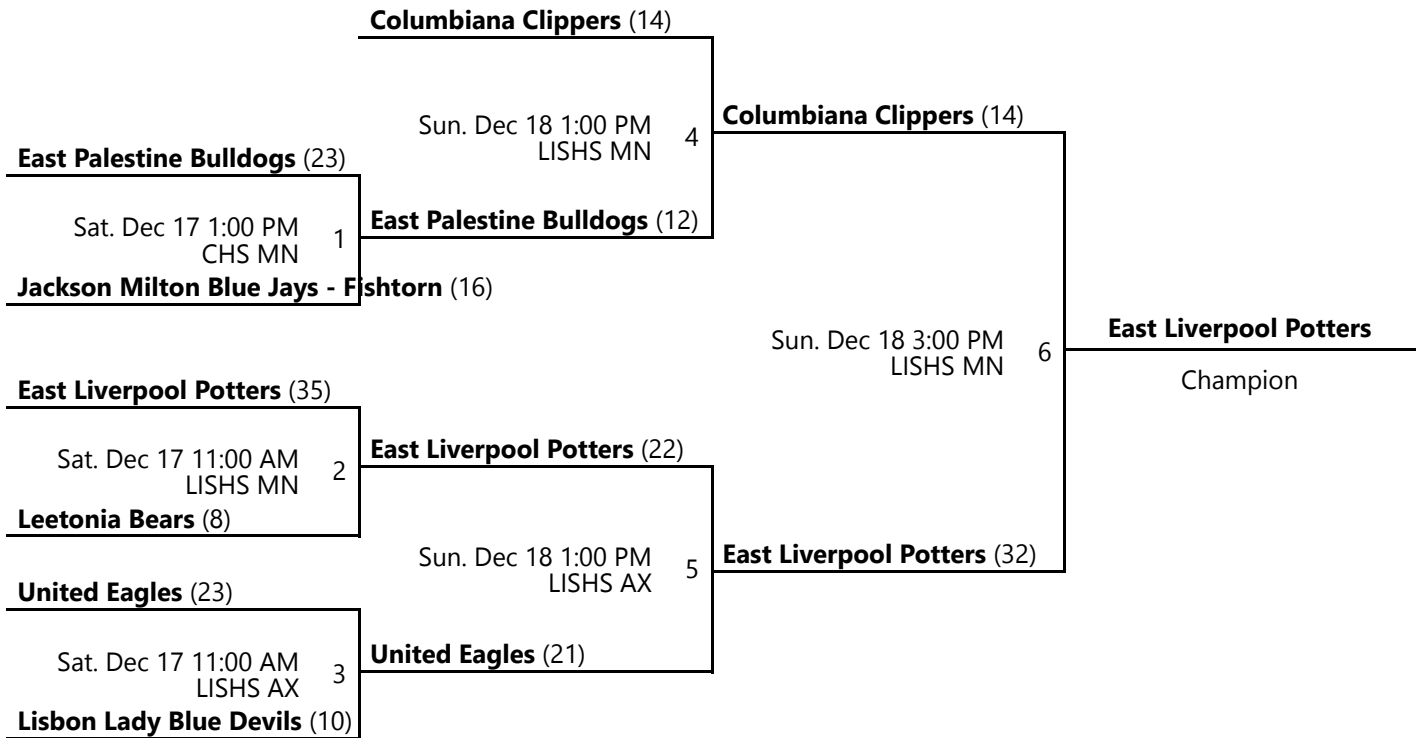 Columbiana Clippers (14)
Sun. Dec 18 1:00 PM
LISHS MN
4
Columbiana Clippers (14)
East Palestine Bulldogs (23)
Sat. Dec 17 1:00 PM
CHS MN
1
East Palestine Bulldogs (12)
Jackson Milton Blue Jays - Fishtorn (16)
Sun. Dec 18 3:00 PM
LISHS MN
6
East Liverpool Potters
Champion
East Liverpool Potters (35)
Sat. Dec 17 11:00 AM
LISHS MN
2
East Liverpool Potters (22)
Leetonia Bears (8)
Sun. Dec 18 1:00 PM
LISHS AX
5
East Liverpool Potters (32)
United Eagles (23)
Sat. Dec 17 11:00 AM
LISHS AX
3
United Eagles (21)
Lisbon Lady Blue Devils (10)